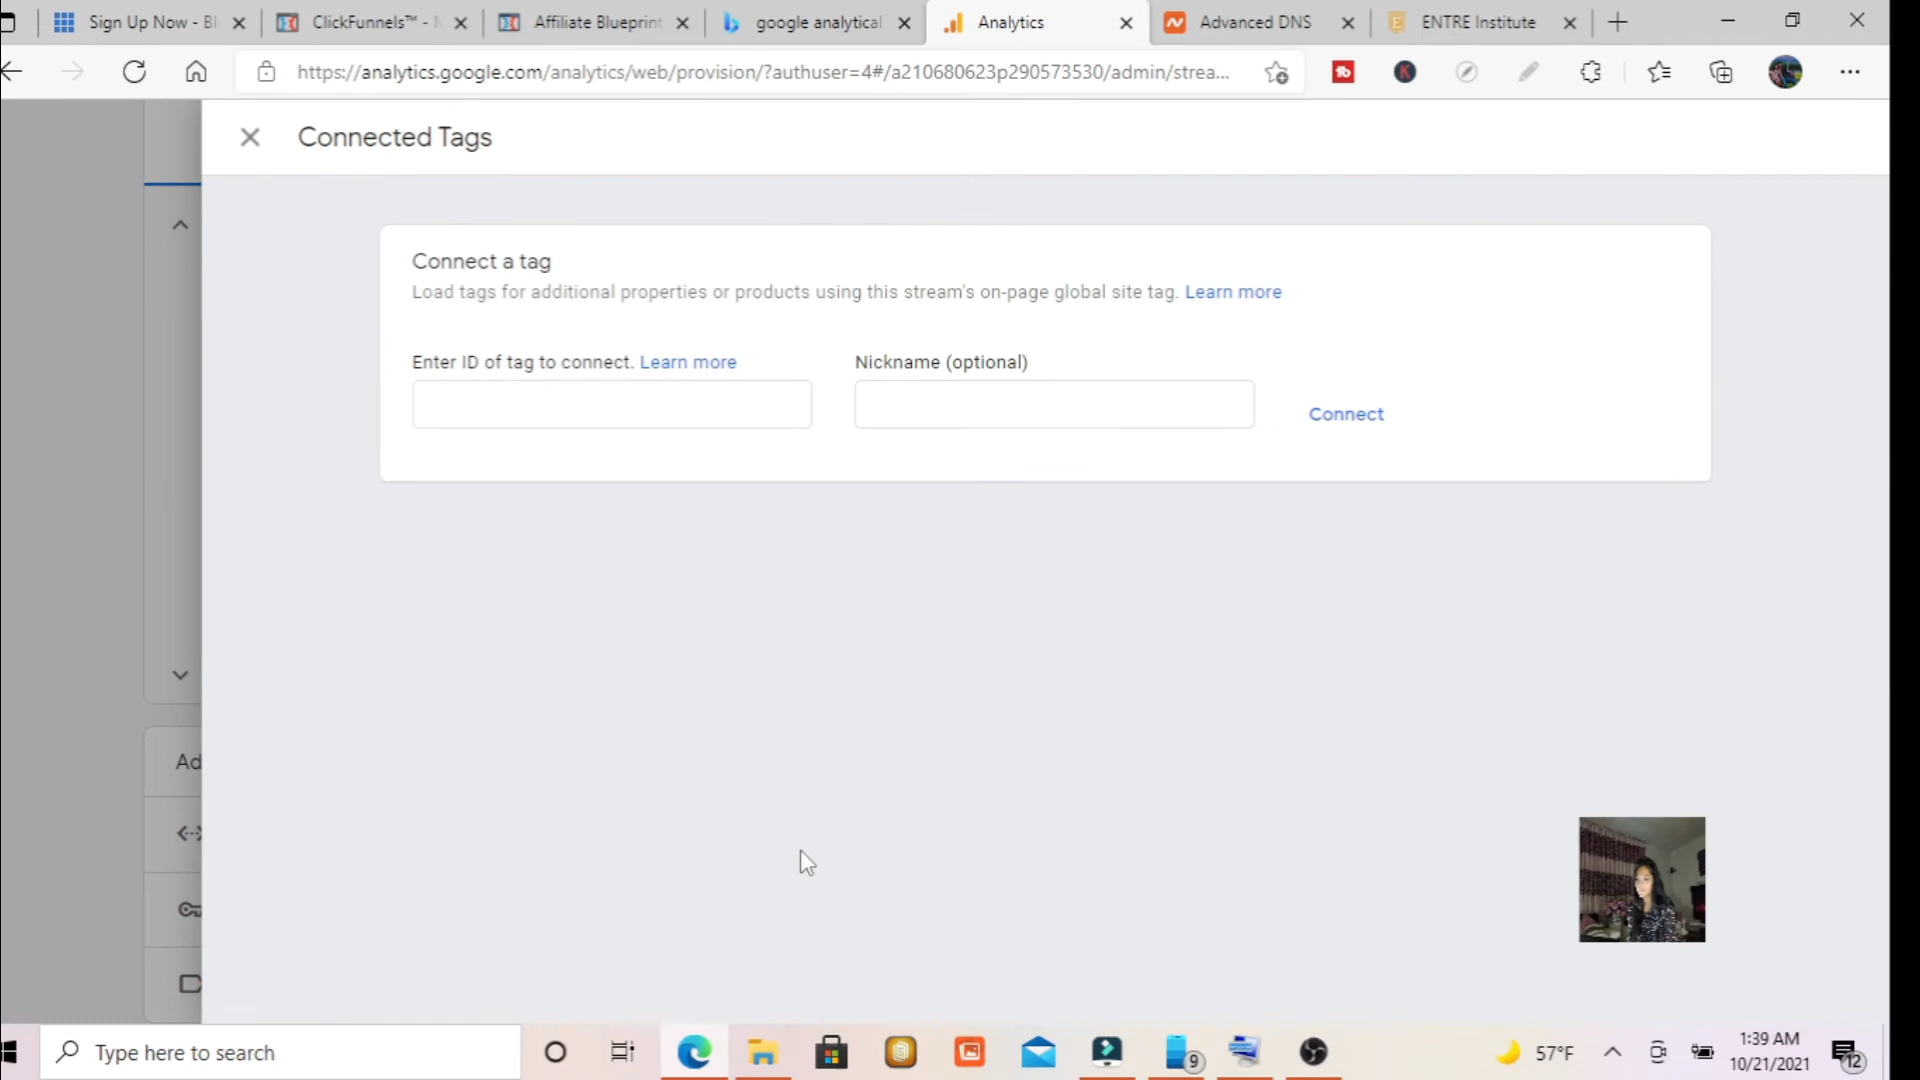 Sign Up Now - Bl
ClickFunnels™ - M
Affiliate Blueprint
google analytical
Analytics
Advanced DNS
ENTRE Institute
https://analytics.google.com/analytics/web/provision/?authuser=4#/a210680623p290573530/admin/strea...
Connected Tags
Connect a tag
Load tags for additional properties or products using this stream's on-page global site tag. Learn more
Enter ID of tag to connect. Learn more
Nickname (optional)
Connect
Ad
Type here to search
9
57°F
1:39 AM
10/21/2021
12